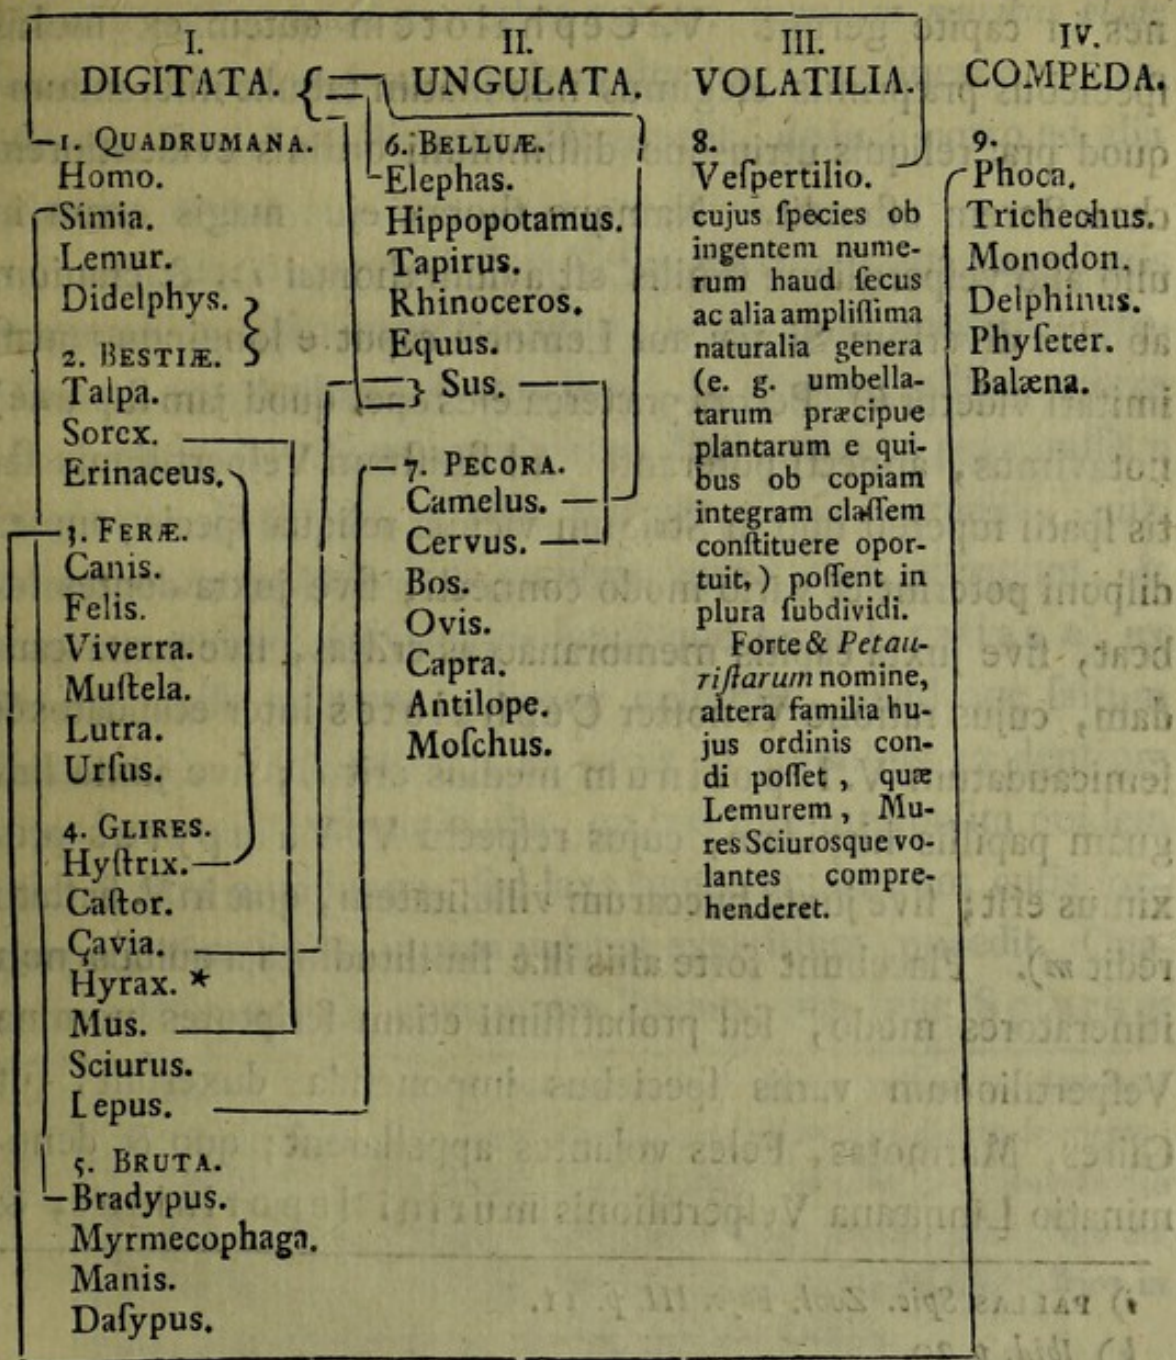 I.
DIGITATA.
1. QUADRUMANA.
Homo.
Simia.
Lemur.
Didelphys.
2. BESTIÆ.
Talpa.
Sorex.
Erinaceus.
3. FERÆ.
Canis.
Felis.
Viverra.
Muſtela.
Lutra.
Urſus.
4. GLIRES.
Hyſtrix.
Caſtor.
Çavia.
Hyrax. *
Mus.
Sciurus.
Lepus.
5. BRUTA.
Bradypus.
Myrmecophaga.
Manis.
Daſypus.
II.
UNGULATA.
6. BELLUÆ.
Elephas.
Hippopotamus.
Tapirus.
Rhinoceros.
Equus.
Sus.
7. PECORA.
Camelus.
Cervus.
Bos.
Ovis.
Capra.
Antilope.
Moſchus.
III.
VOLATILIA.
8.
Veſpertilio.
cujus ſpecies ob
ingentem nume-
rum haud ſecus
ac alia ampliſſima
naturalia genera
(e. g. umbella-
tarum præcipue
plantarum e qui-
bus ob copiam
integram claſſem
conſtituere opor-
tuit,) poſſent in
plura ſubdividi.
Forte & Petau-
riſtarum nomine,
altera familia hu-
jus ordinis con-
di poſſet, quæ
Lemurem, Mu-
res Sciurosque vo-
lantes compre-
henderet.
IV.
COMPEDA.
9.
Phoca.
Trichechus.
Monodon.
Delphinus.
Phyſeter.
Balæna.